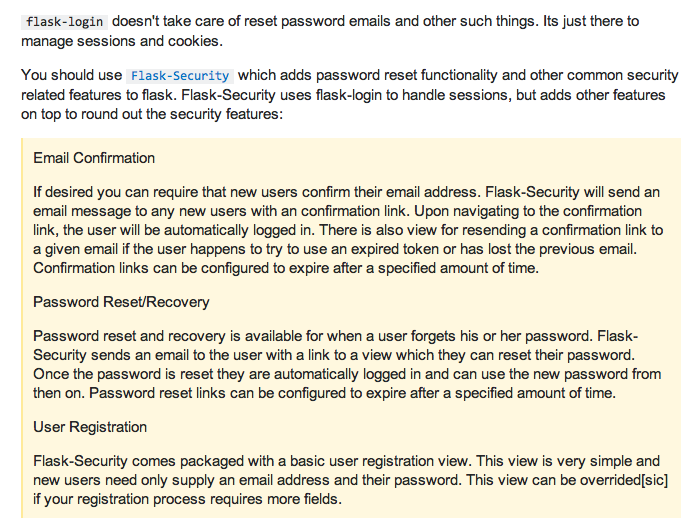 flask-login doesn't take care of reset password emails and other such things. Its just there to
manage sessions and cookies.
You should use Flask-Security which adds password reset functionality and other common security
related features to flask. Flask-Security uses flask-login to handle sessions, but adds other features
on top to round out the security features:
Email Confirmation
If desired you can require that new users confirm their email address. Flask-Security will send an
email message to any new users with an confirmation link. Upon navigating to the confirmation
link, the user will be automatically logged in. There is also view for resending a confirmation link to
a given email if the user happens to try to use an expired token or has lost the previous email.
Confirmation links can be configured to expire after a specified amount of time.
Password Reset/Recovery
Password reset and recovery is available for when a user forgets his or her password. Flask-
Security sends an email to the user with a link to a view which they can reset their password.
Once the password is reset they are automatically logged in and can use the new password from
then on. Password reset links can be configured to expire after a specified amount of time.
User Registration
Flask-Security comes packaged with a basic user registration view. This view is very simple and
new users need only supply an email address and their password. This view can be overrided[sic]
if your registration process requires more fields.